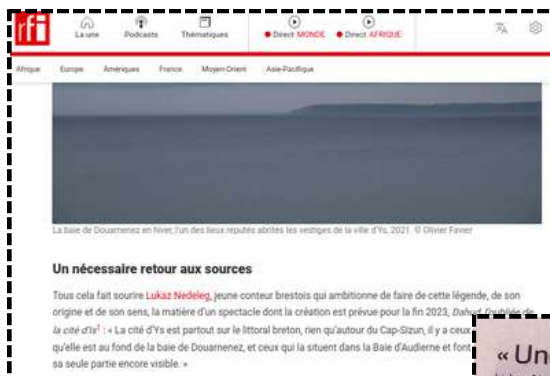 rfi
La une Podcasts Thématiques Direct MONDE Direct AFRIQUE
Afrique Europe Amériques France Moyen-Orient Asie-Pacifique
La baie de Douarnenez en hiver, l'un des lieux réputés abrités les vestiges de la ville d'Ys, 2021. © Olivier Favier
Un nécessaire retour aux sources
Tous cela fait sourire Lukaz Nedeleg, jeune conteur brestois qui ambitionne de faire de cette légende, de son
origine et de son sens, la matière d'un spectacle dont la création est prévue pour la fin 2023, Dahud, l'oubliée de
la cité d'Is¹ : « La cité d'Ys est partout sur le littoral breton, rien qu'autour du Cap-Sizun, il y a ceux
qu'elle est au fond de la baie de Douarnenez, et ceux qui la situent dans la Baie d'Audierne et font
sa seule partie encore visible. »
« Un